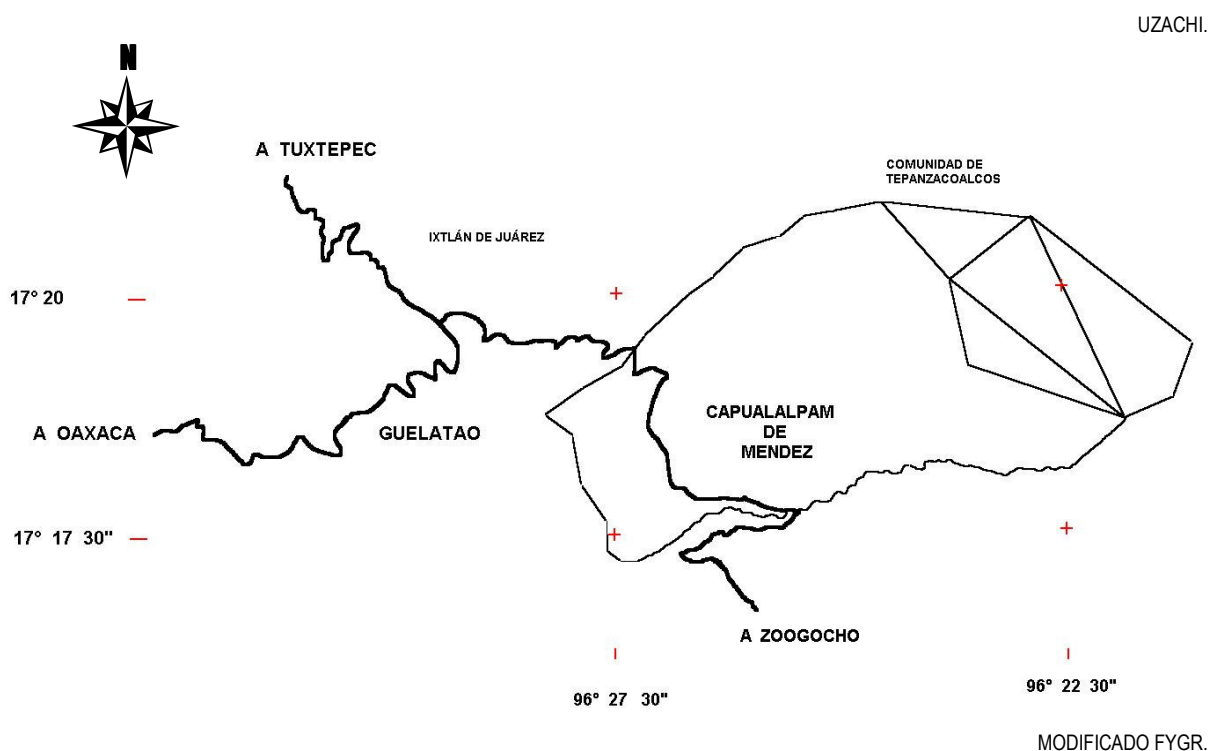 UZACHI.
N
A TUXTEPEC
COMUNIDAD DE
TEPANZACOALCOS
IXTLÁN DE JUÁREZ
17° 20
CAPUALALPAM
DE
MENDEZ
A OAXACA
GUELATAO
17° 17 30"
A ZOOGOCHO
96° 27 30"
96° 22 30"
MODIFICADO FYGR.